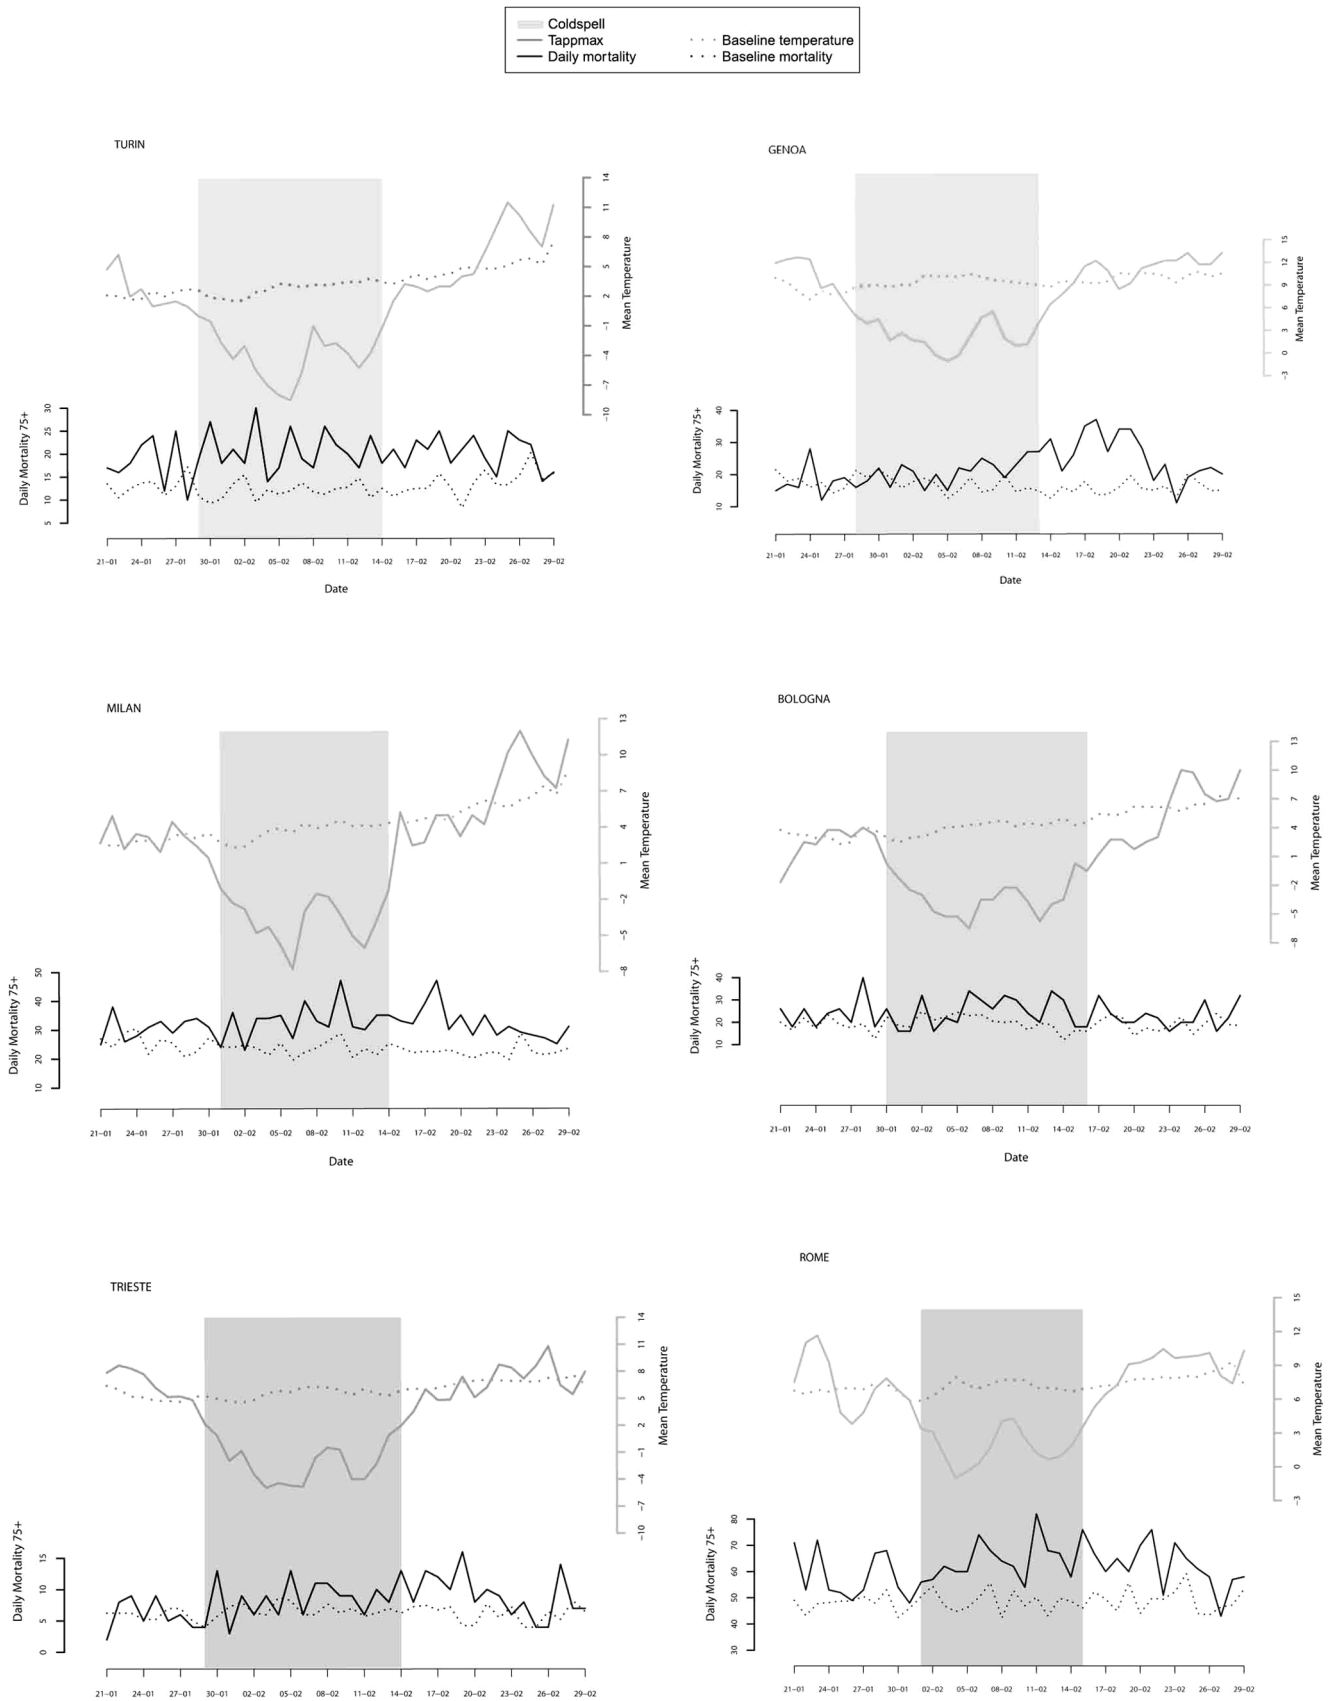 Coldspell
Tappmax
Baseline temperature
Daily mortality
Baseline mortality
TURIN
14
11
8
5
2
−1
−4
−7
−10
Mean Temperature
30
25
20
15
10
5
Daily Mortality 75+
21−01 24−01 27−01 30−01 02−02 05−02 08−02 11−02 14−02 17−02 20−02 23−02 26−02 29−02
Date
GENOA
15
12
9
6
3
0
−3
Mean Temperature
40
30
20
10
Daily Mortality 75+
21−01 24−01 27−01 30−01 02−02 05−02 08−02 11−02 14−02 17−02 20−02 23−02 26−02 29−02
Date
MILAN
13
10
7
4
1
−2
−5
−8
Mean Temperature
50
40
30
20
10
Daily Mortality 75+
21−01 24−01 27−01 30−01 02−02 05−02 08−02 11−02 14−02 17−02 20−02 23−02 26−02 29−02
Date
BOLOGNA
13
10
7
4
1
−2
−5
−8
Mean Temperature
40
30
20
10
Daily Mortality 75+
21−01 24−01 27−01 30−01 02−02 05−02 08−02 11−02 14−02 17−02 20−02 23−02 26−02 29−02
Date
TRIESTE
14
11
8
5
2
−1
−4
−7
−10
Mean Temperature
15
10
5
0
Daily Mortality 75+
21−01 24−01 27−01 30−01 02−02 05−02 08−02 11−02 14−02 17−02 20−02 23−02 26−02 29−02
ROME
15
12
9
6
3
0
−3
Mean Temperature
80
70
60
50
40
30
Daily Mortality 75+
21−01 24−01 27−01 30−01 02−02 05−02 08−02 11−02 14−02 17−02 20−02 23−02 26−02 29−02